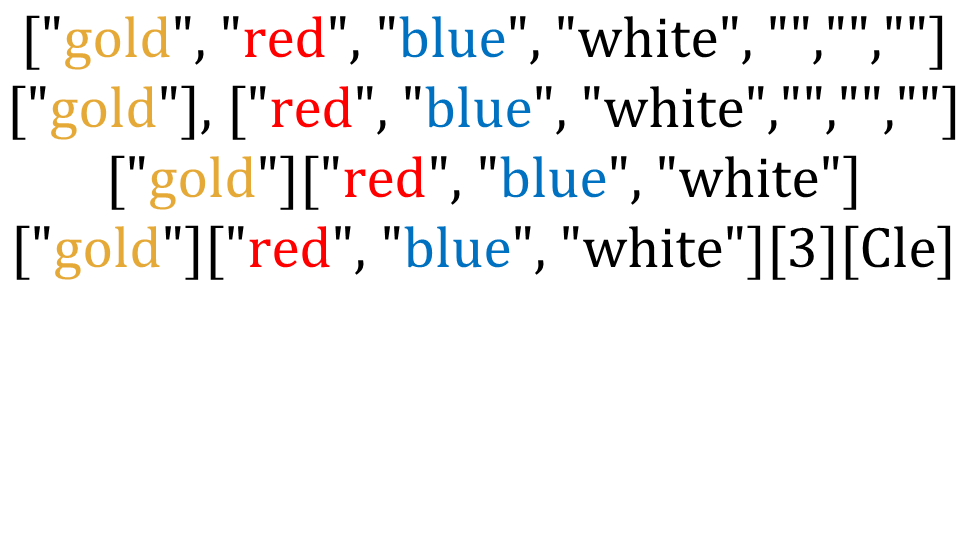 ["gold", "red", "blue", "white", "","",""]
["gold"], ["red", "blue", "white","","",""]
["gold"]["red", "blue", "white"]
["gold"]["red", "blue", "white"][3][Cle]